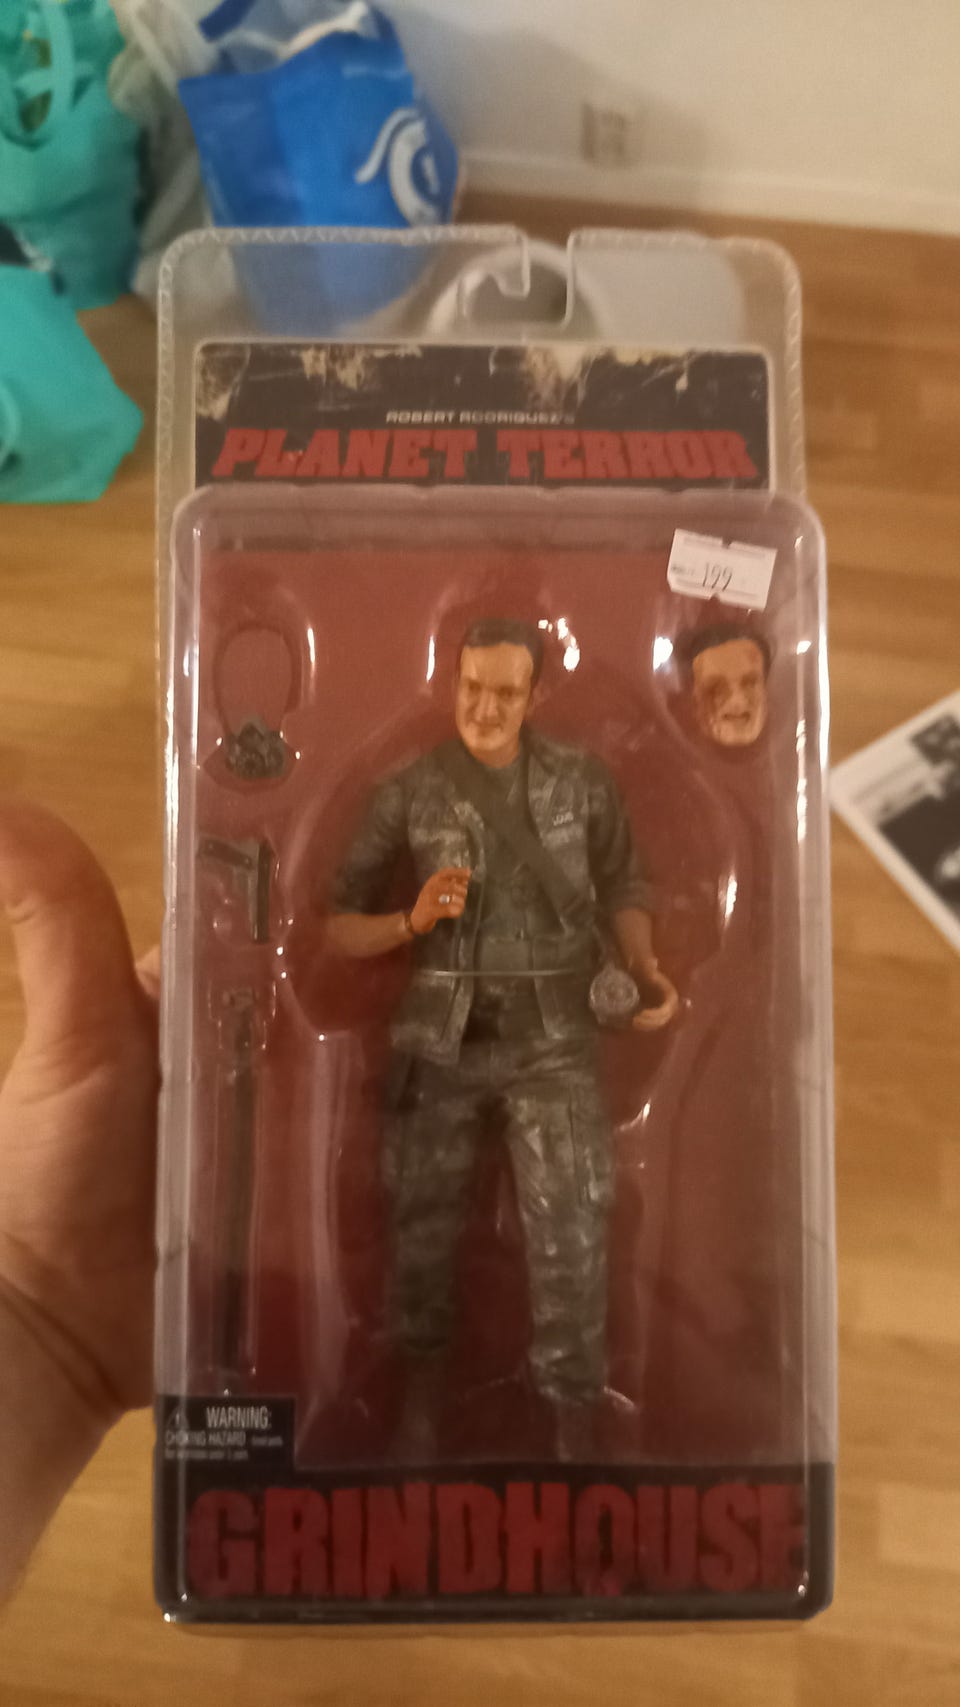 ROBERT RODRIGUEZ'S
PLANET TERROR
199
WARNING:
CHOKING HAZARD
GRINDHOUSE